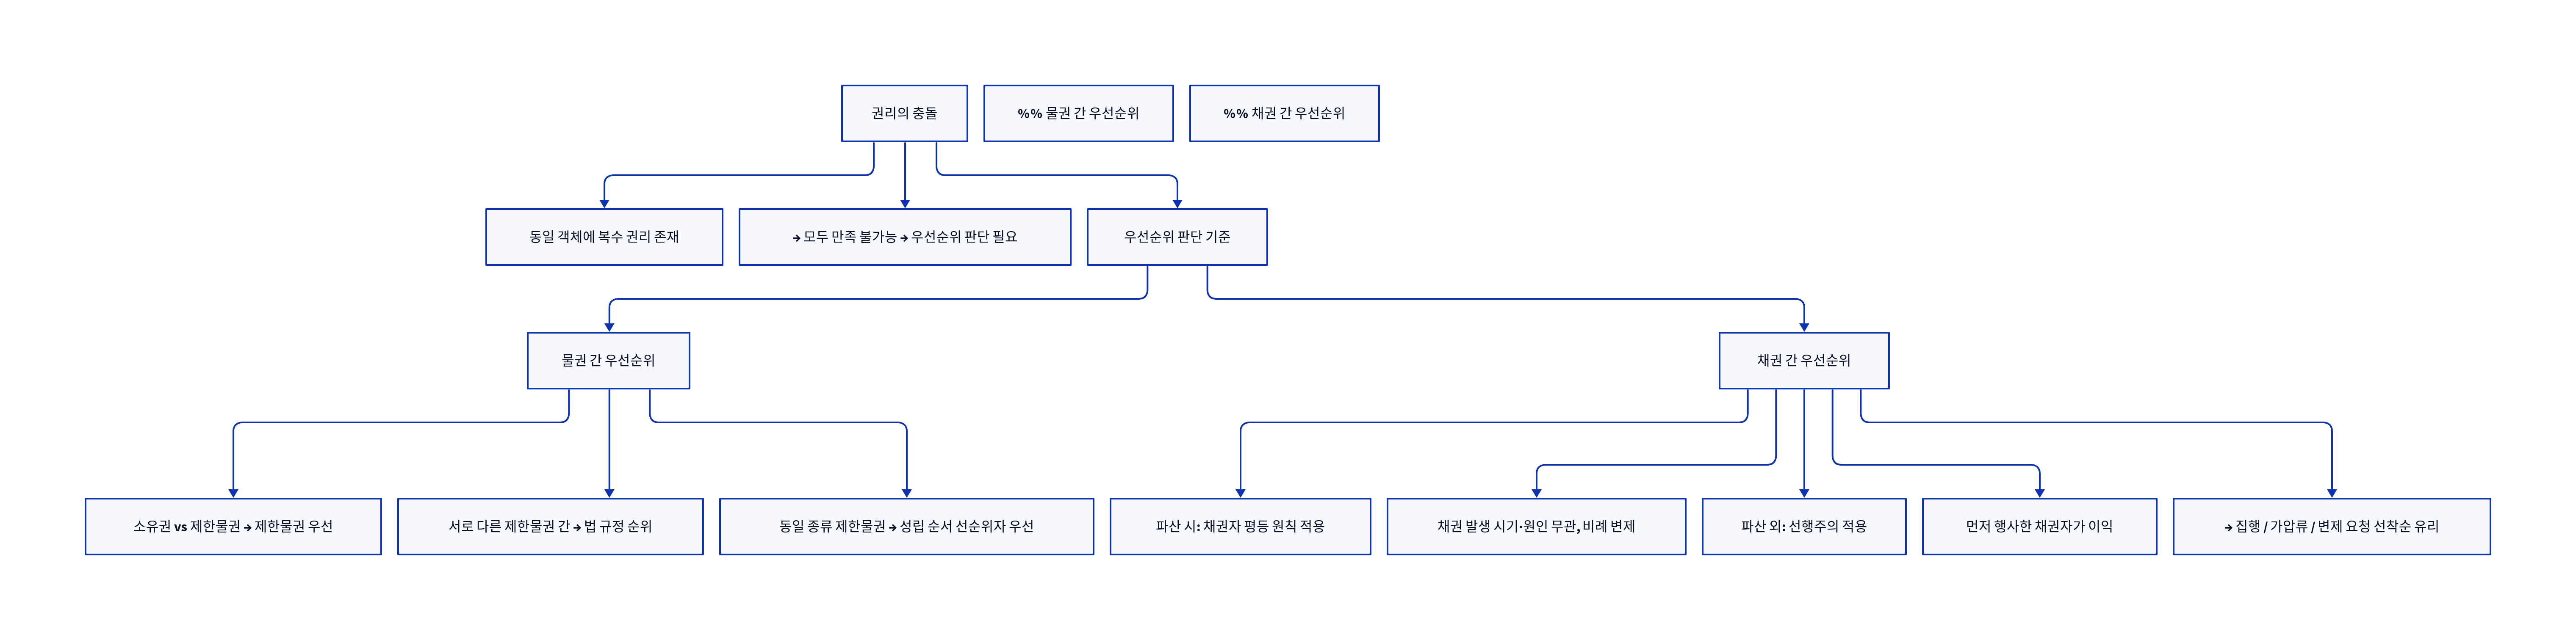 권리의 충돌
%% 물권 간 우선순위
%% 채권 간 우선순위
동일 객체에 복수 권리 존재
→ 모두 만족 불가능 → 우선순위 판단 필요
우선순위 판단 기준
물권 간 우선순위
채권 간 우선순위
소유권 vs 제한물권 → 제한물권 우선
서로 다른 제한물권 간 → 법 규정 순위
동일 종류 제한물권 → 성립 순서 선순위자 우선
파산 시: 채권자 평등 원칙 적용
채권 발생 시기·원인 무관, 비례 변제
파산 외: 선행주의 적용
먼저 행사한 채권자가 이익
→ 집행 / 가압류 / 변제 요청 선착순 유리